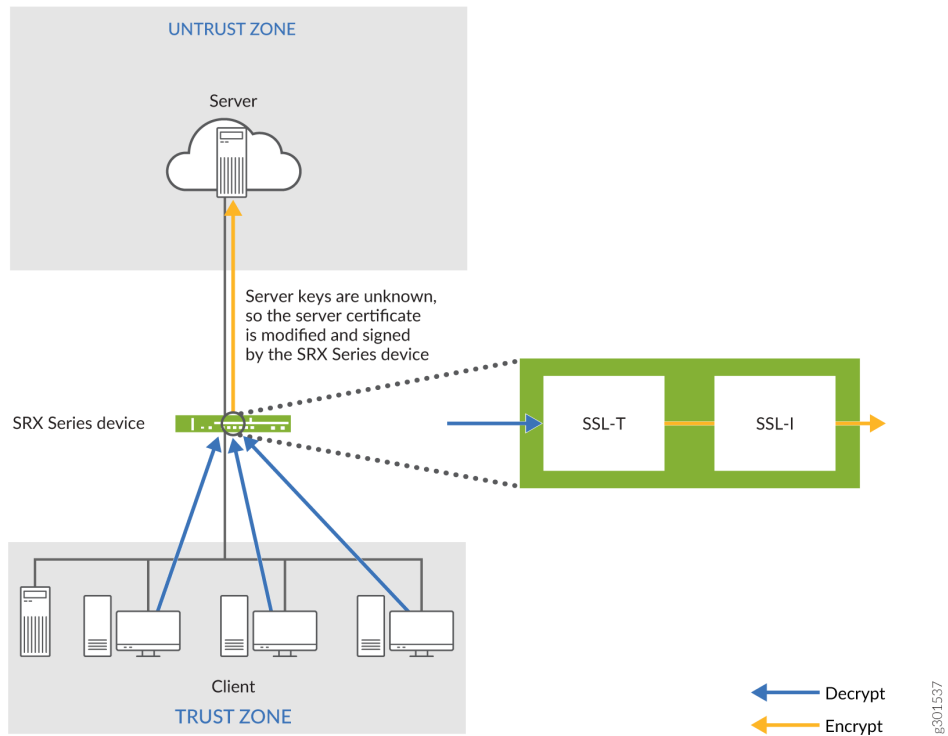 UNTRUST ZONE
Server
Server keys are unknown,
so the server certificate
is modified and signed
by the SRX Series device
SRX Series device
SSL-T
SSL-I
Client
TRUST ZONE
Decrypt
Encrypt
g301537